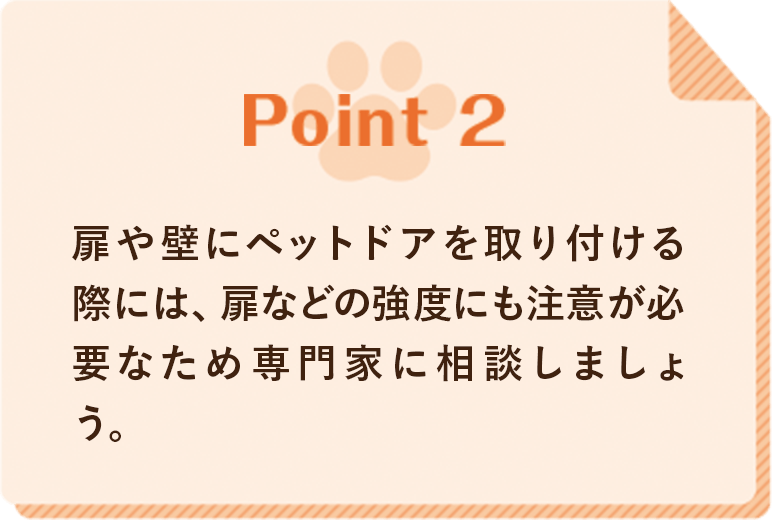 Point 2
扉や壁にペットドアを取り付ける
際には、扉などの強度にも注意が必
要なため専門家に相談しましょ
う。